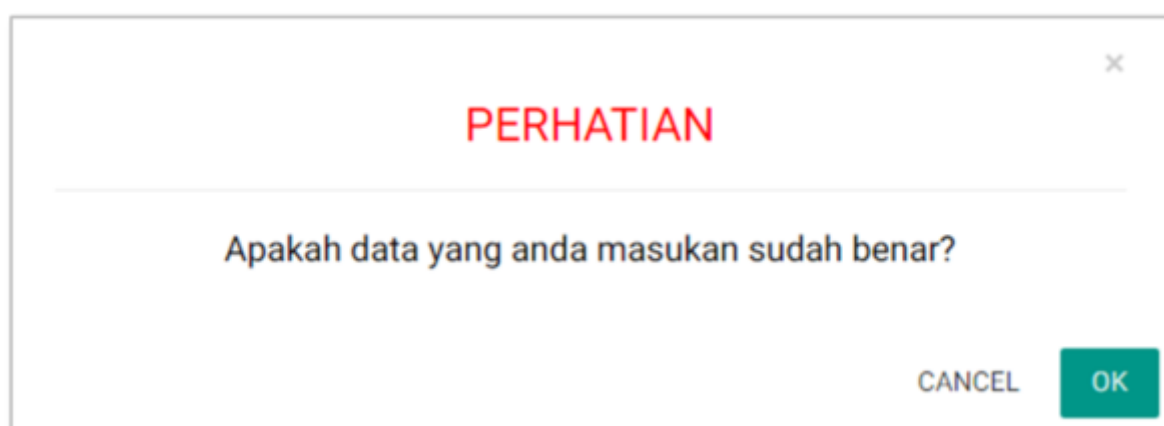 ×
PERHATIAN
Apakah data yang anda masukan sudah benar?
CANCEL OK